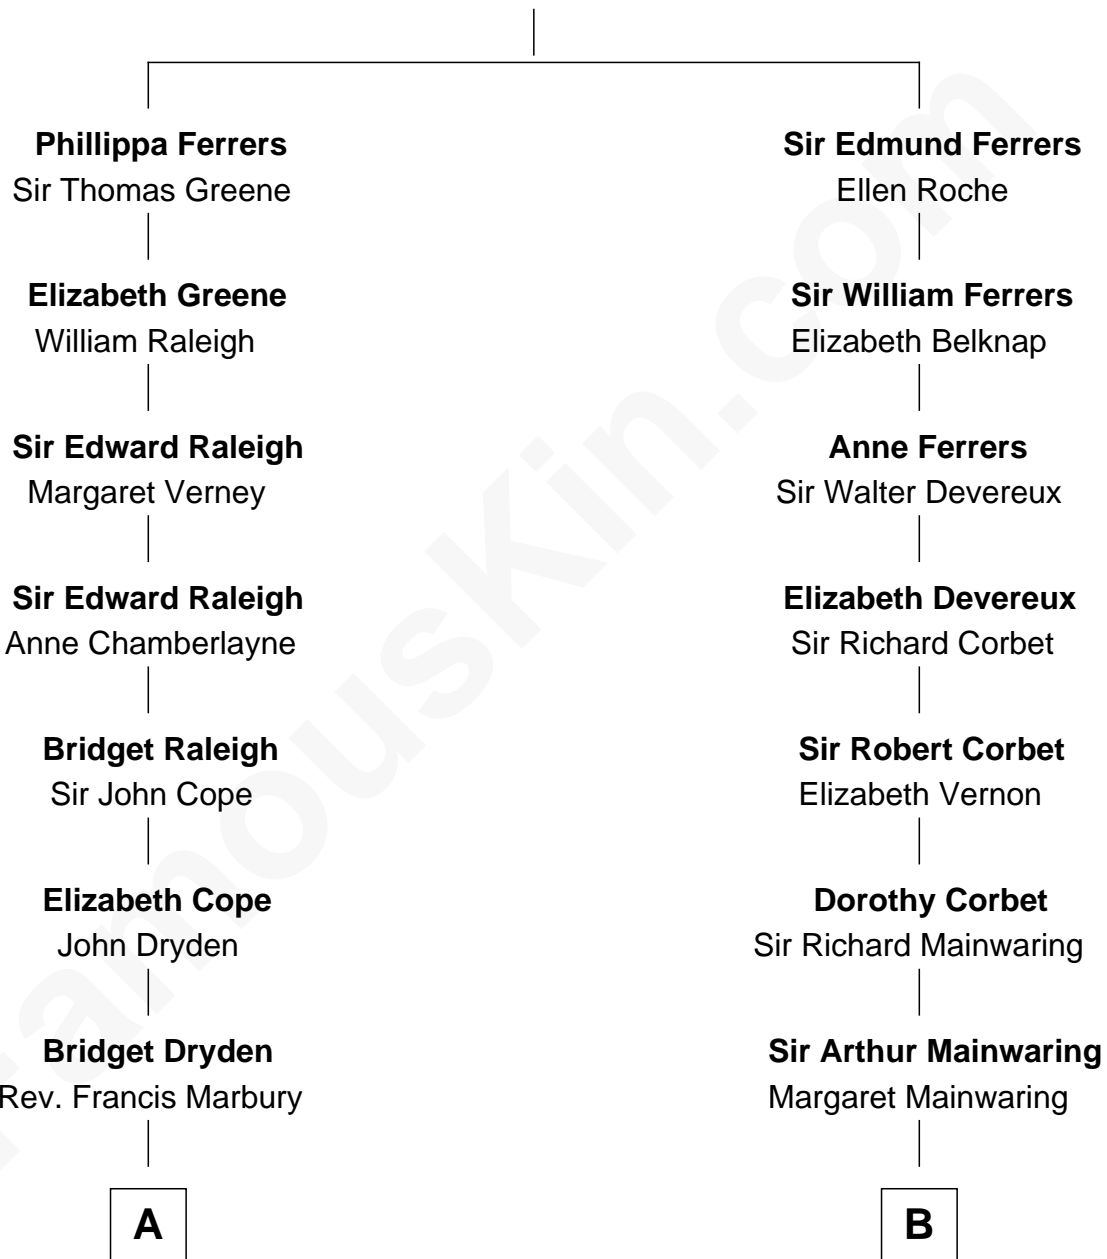 Phillippa Ferrers
Sir Thomas Greene
Elizabeth Greene
William Raleigh
Sir Edward Raleigh
Margaret Verney
Sir Edward Raleigh
Anne Chamberlayne
Bridget Raleigh
Sir John Cope
Elizabeth Cope
John Dryden
Bridget Dryden
Rev. Francis Marbury
A
Sir Edmund Ferrers
Ellen Roche
Sir William Ferrers
Elizabeth Belknap
Anne Ferrers
Sir Walter Devereux
Elizabeth Devereux
Sir Richard Corbet
Sir Robert Corbet
Elizabeth Vernon
Dorothy Corbet
Sir Richard Mainwaring
Sir Arthur Mainwaring
Margaret Mainwaring
B
FamousKin.com